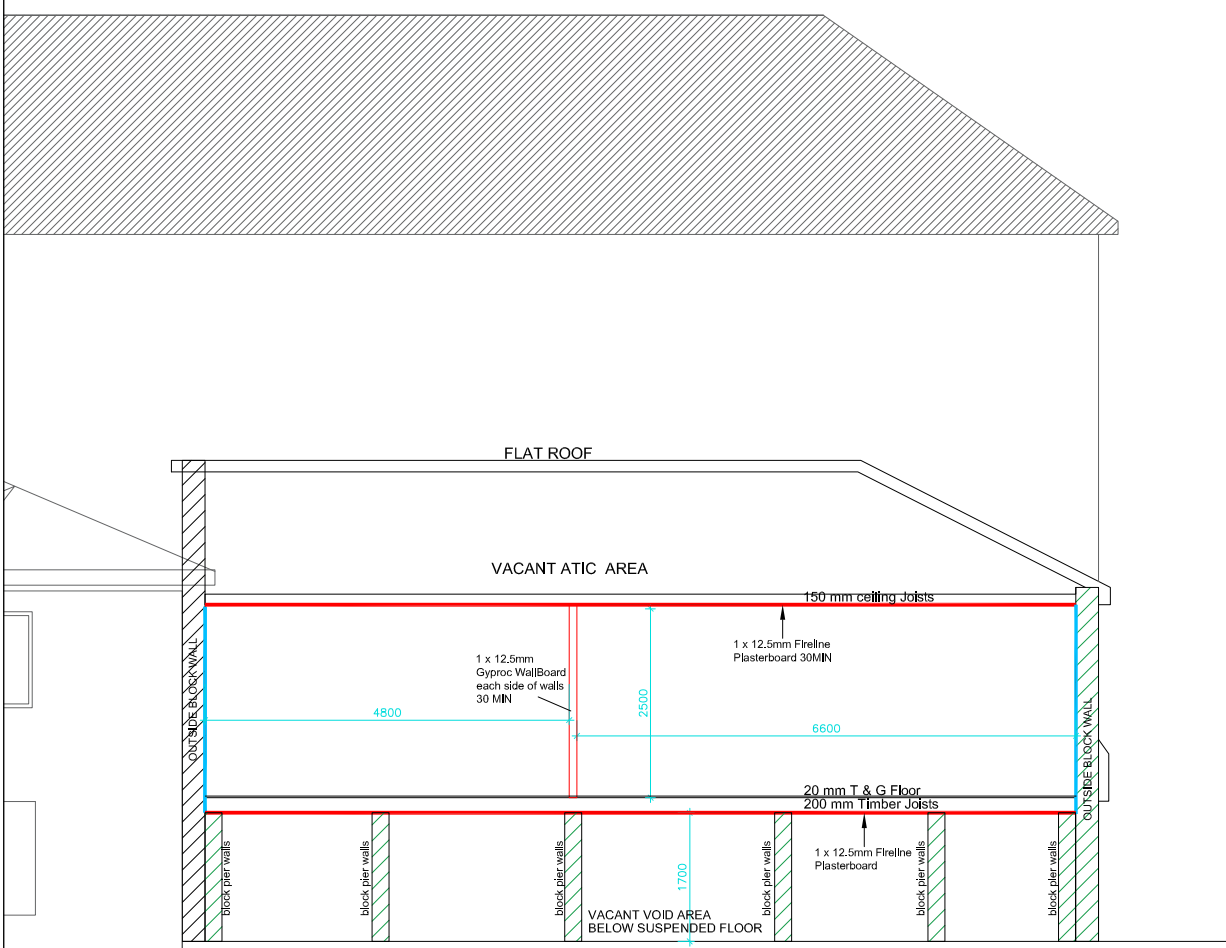 FLAT ROOF
VACANT ATIC AREA
150 mm ceiling Joists
1 x 12.5mm Fireline
Plasterboard 30MIN
1 x 12.5mm
Gyproc WallBoard
each side of walls
30 MIN
OUTSIDE BLOCK WALL
4800
2500
6600
OUTSIDE BLOCK WALL
20 mm T & G Floor
200 mm Timber Joists
1 x 12.5mm Fireline
Plasterboard
block pier walls
block pier walls
block pier walls
1700
block pier walls
block pier walls
block pier walls
VACANT VOID AREA
BELOW SUSPENDED FLOOR